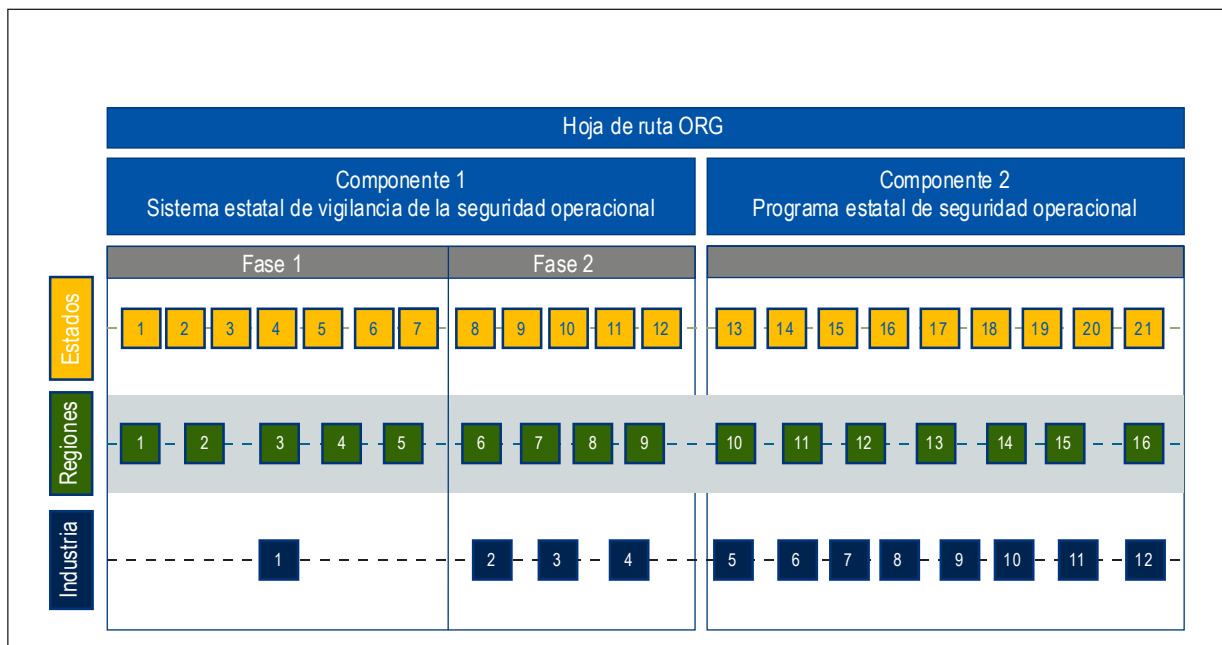 Hoja de ruta ORG
Componente 1
Sistema estatal de vigilancia de la seguridad operacional
Componente 2
Programa estatal de seguridad operacional
Fase 1
Fase 2
Estados
1 2 3 4 5 6 7 8 9 10 11 12 13 14 15 16 17 18 19 20 21
Regiones
1 2 3 4 5 6 7 8 9 10 11 12 13 14 15 16
Industria
1 2 3 4 5 6 7 8 9 10 11 12